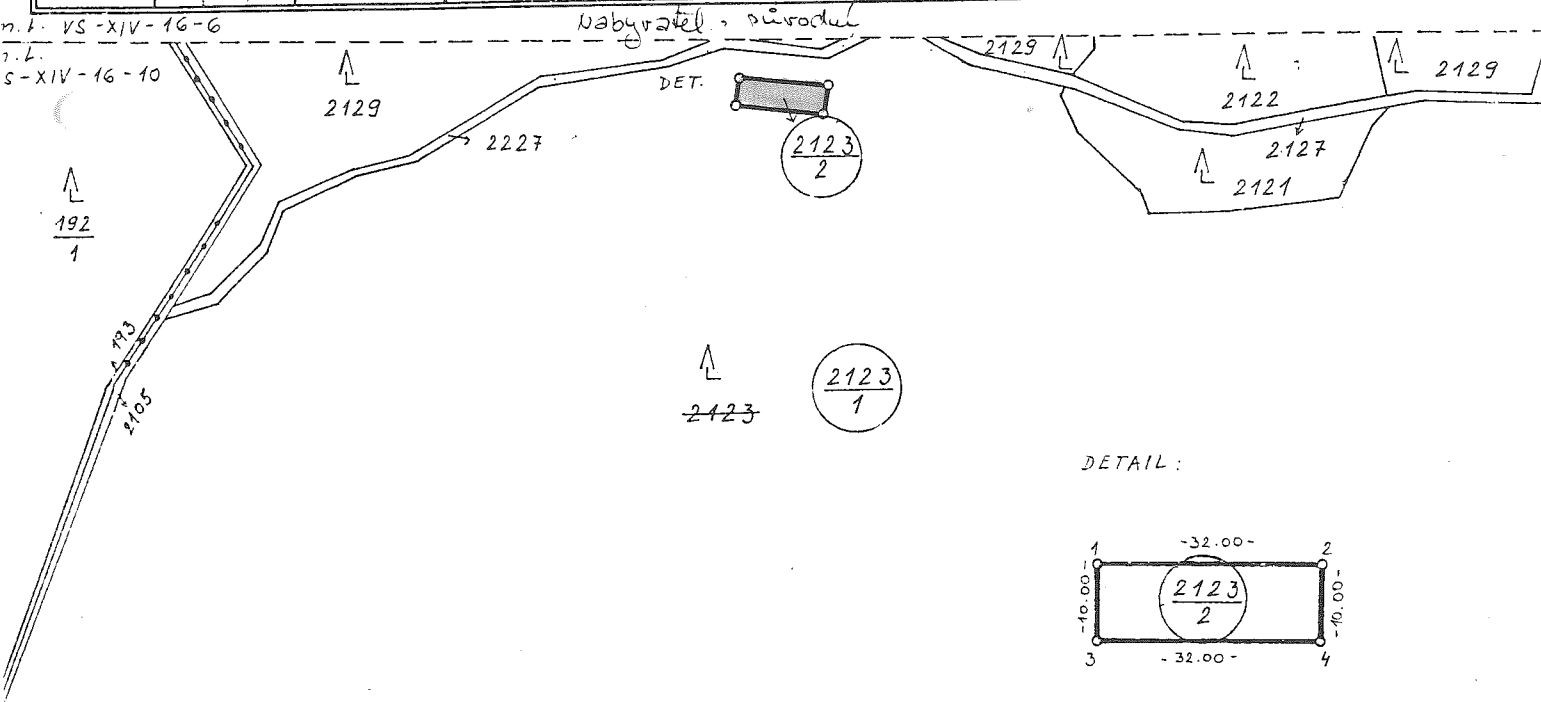 m.l. VS-XIV-16-6
Nabyvatel: původní
m.l.
S-XIV-16-10
2129
2129
2129
DET.
2122
2129
2227
2123
2
2127
2121
192
1
193
2105
2123
2123
1
DETAIL:
1 -32.00- 2
-10.00-
2123
2
-10.00-
3 -32.00- 4